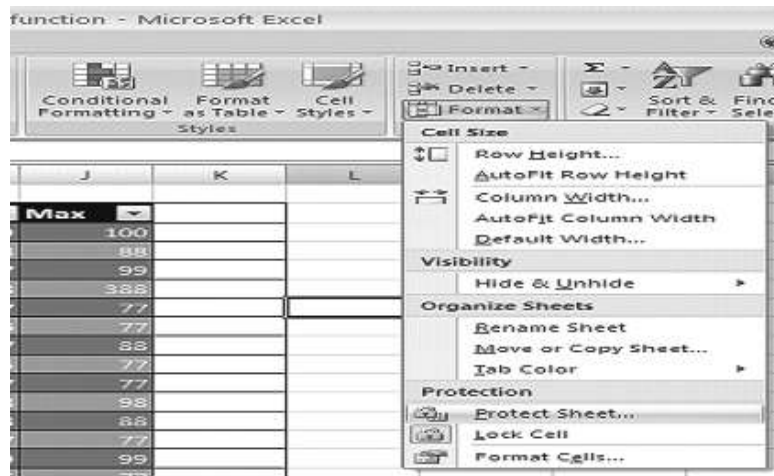 function - Microsoft Excel
Conditional Formatting
Format as Table
Cell Styles
Styles
Insert
Delete
Format
Σ
Sort & Filter
Find
Sele
J K L
Max
100
88
99
388
77
77
88
77
77
98
88
77
99
Cell Size
Row Height...
AutoFit Row Height
Column Width...
AutoFit Column Width
Default Width...
Visibility
Hide & Unhide
Organize Sheets
Rename Sheet
Move or Copy Sheet...
Tab Color
Protection
Protect Sheet...
Lock Cell
Format Cells...